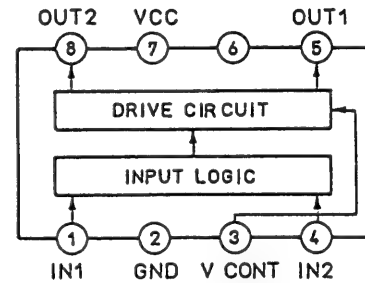 OUT2 VCC OUT1
8 7 6 5
DRIVE CIRCUIT
INPUT LOGIC
1 2 3 4
IN1 GND V CONT IN2